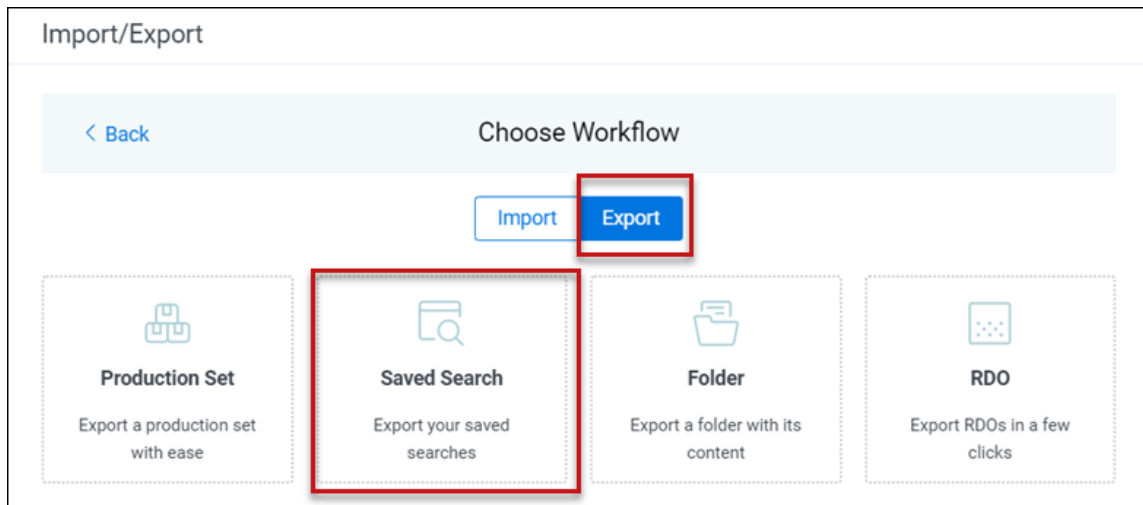 Import/Export
< Back
Choose Workflow
Import
Export
Production Set
Export a production set
with ease
Saved Search
Export your saved
searches
Folder
Export a folder with its
content
RDO
Export RDOs in a few
clicks